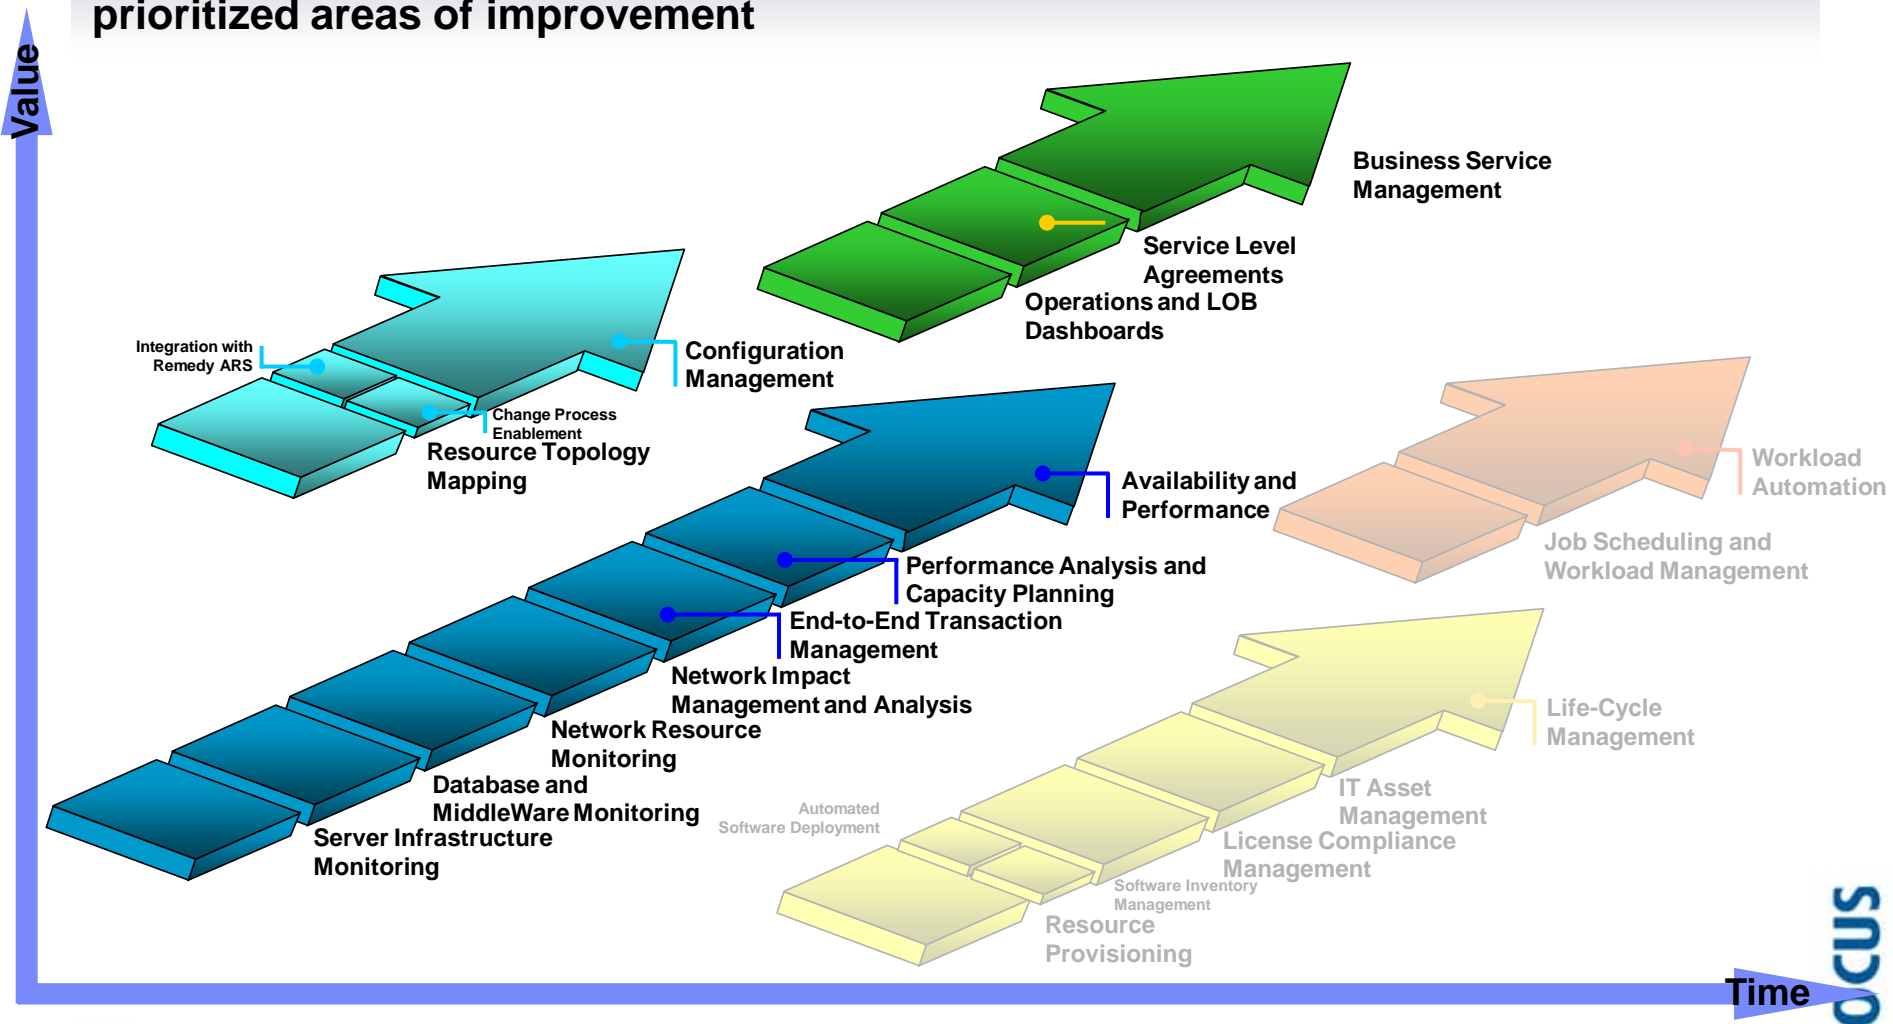 prioritized areas of improvement
Value
Business Service
Management
Service Level
Agreements
Operations and LOB
Dashboards
Integration with
Remedy ARS
Configuration
Management
Change Process
Enablement
Resource Topology
Mapping
Availability and
Performance
Performance Analysis and
Capacity Planning
End-to-End Transaction
Management
Network Impact
Management and Analysis
Network Resource
Monitoring
Database and
MiddleWare Monitoring
Server Infrastructure
Monitoring
Workload
Automation
Job Scheduling and
Workload Management
Life-Cycle
Management
IT Asset
Management
License Compliance
Management
Automated
Software Deployment
Software Inventory
Management
Resource
Provisioning
Time
OCUS